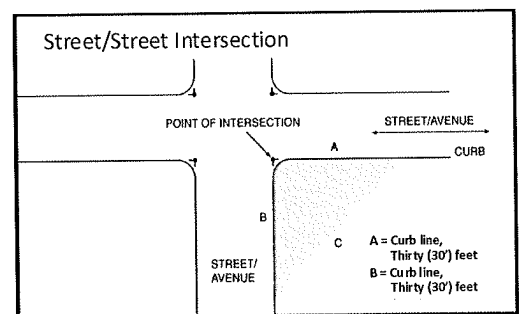 Street/Street Intersection
POINT OF INTERSECTION
STREET/AVENUE
A
CURB
B
C
A = Curb line,
Thirty (30') feet
B = Curb line,
Thirty (30') feet
STREET/
AVENUE